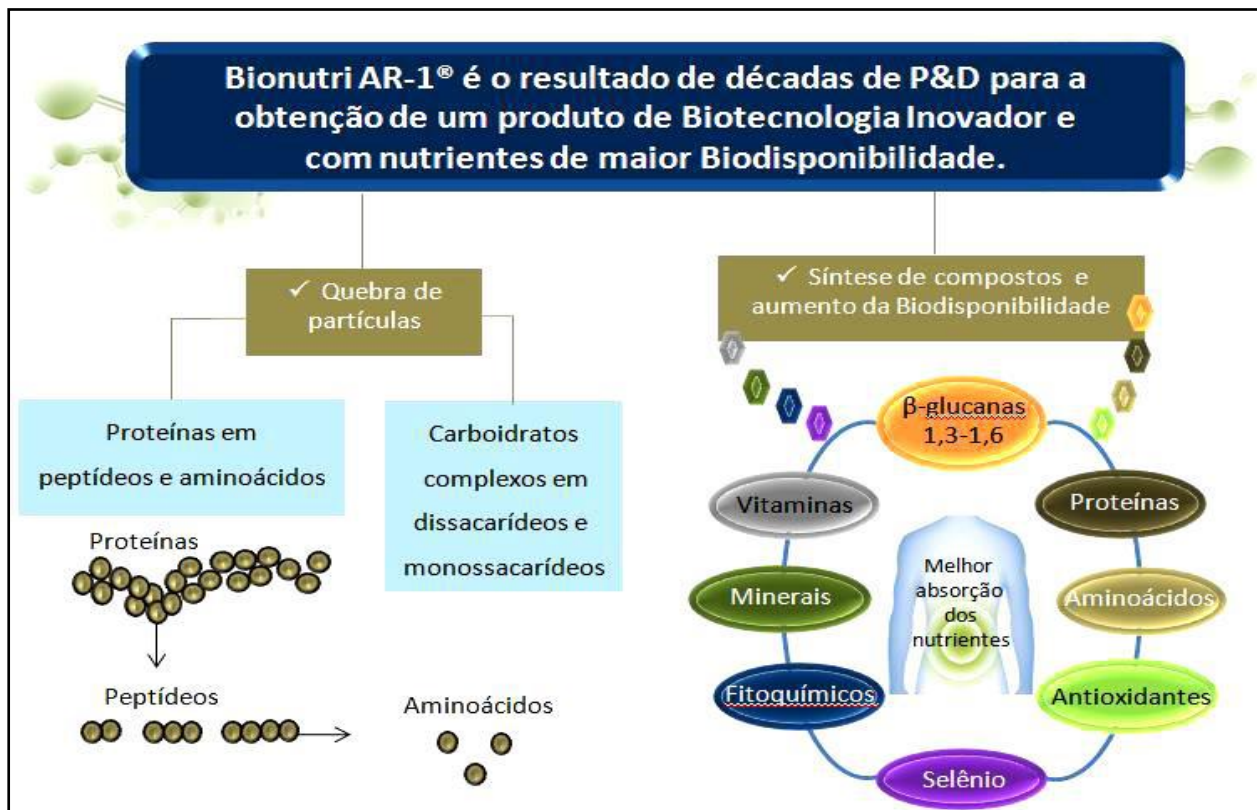 Bionutri AR-1® é o resultado de décadas de P&D para a
obtenção de um produto de Biotecnologia Inovador e
com nutrientes de maior Biodisponibilidade.
✓ Quebra de
partículas
✓ Síntese de compostos e
aumento da Biodisponibilidade
Proteínas em
peptídeos e aminoácidos
Carboidratos
complexos em
dissacarídeos e
monossacarídeos
Proteínas
Peptídeos
Aminoácidos
β-glucanas
1,3-1,6
Vitaminas
Proteínas
Minerais
Melhor
absorção
dos
nutrientes
Aminoácidos
Fitoquímicos
Antioxidantes
Selênio